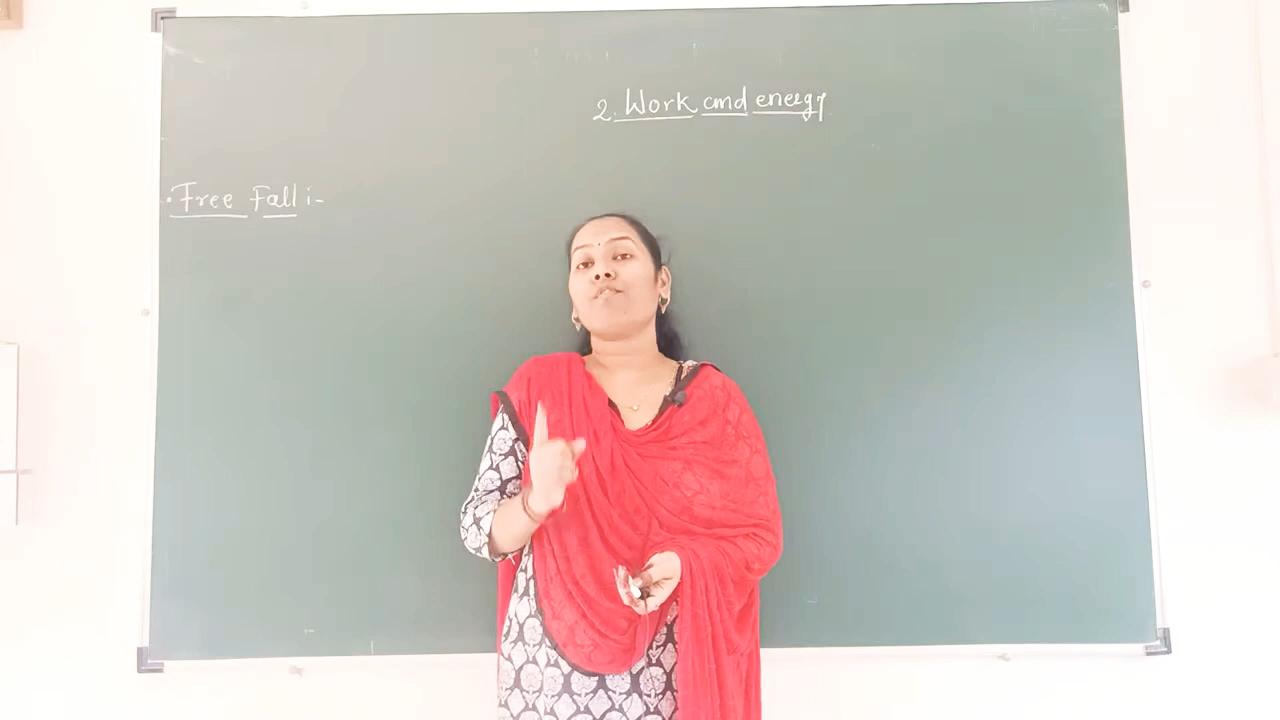 2. Work and energy
• Free Fall :-